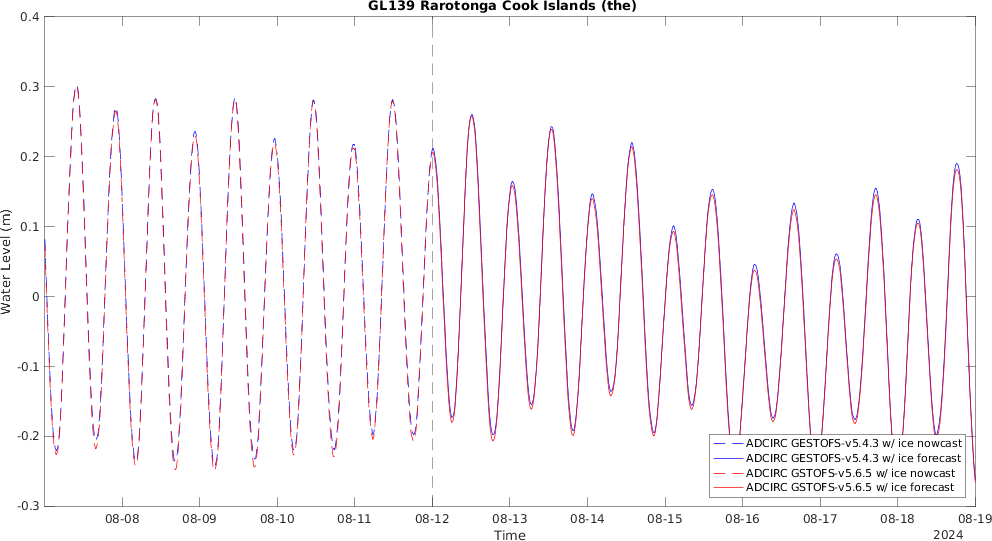 GL139 Rarotonga Cook Islands (the)
0.4
0.3
0.2
0.1
0
-0.1
-0.2
-0.3
Water Level (m)
ADCIRC GESTOFS-v5.4.3 w/ ice nowcast
ADCIRC GESTOFS-v5.4.3 w/ ice forecast
ADCIRC GSTOFS-v5.6.5 w/ ice nowcast
ADCIRC GSTOFS-v5.6.5 w/ ice forecast
08-08 08-09 08-10 08-11 08-12 08-13 08-14 08-15 08-16 08-17 08-18 08-19
Time
2024